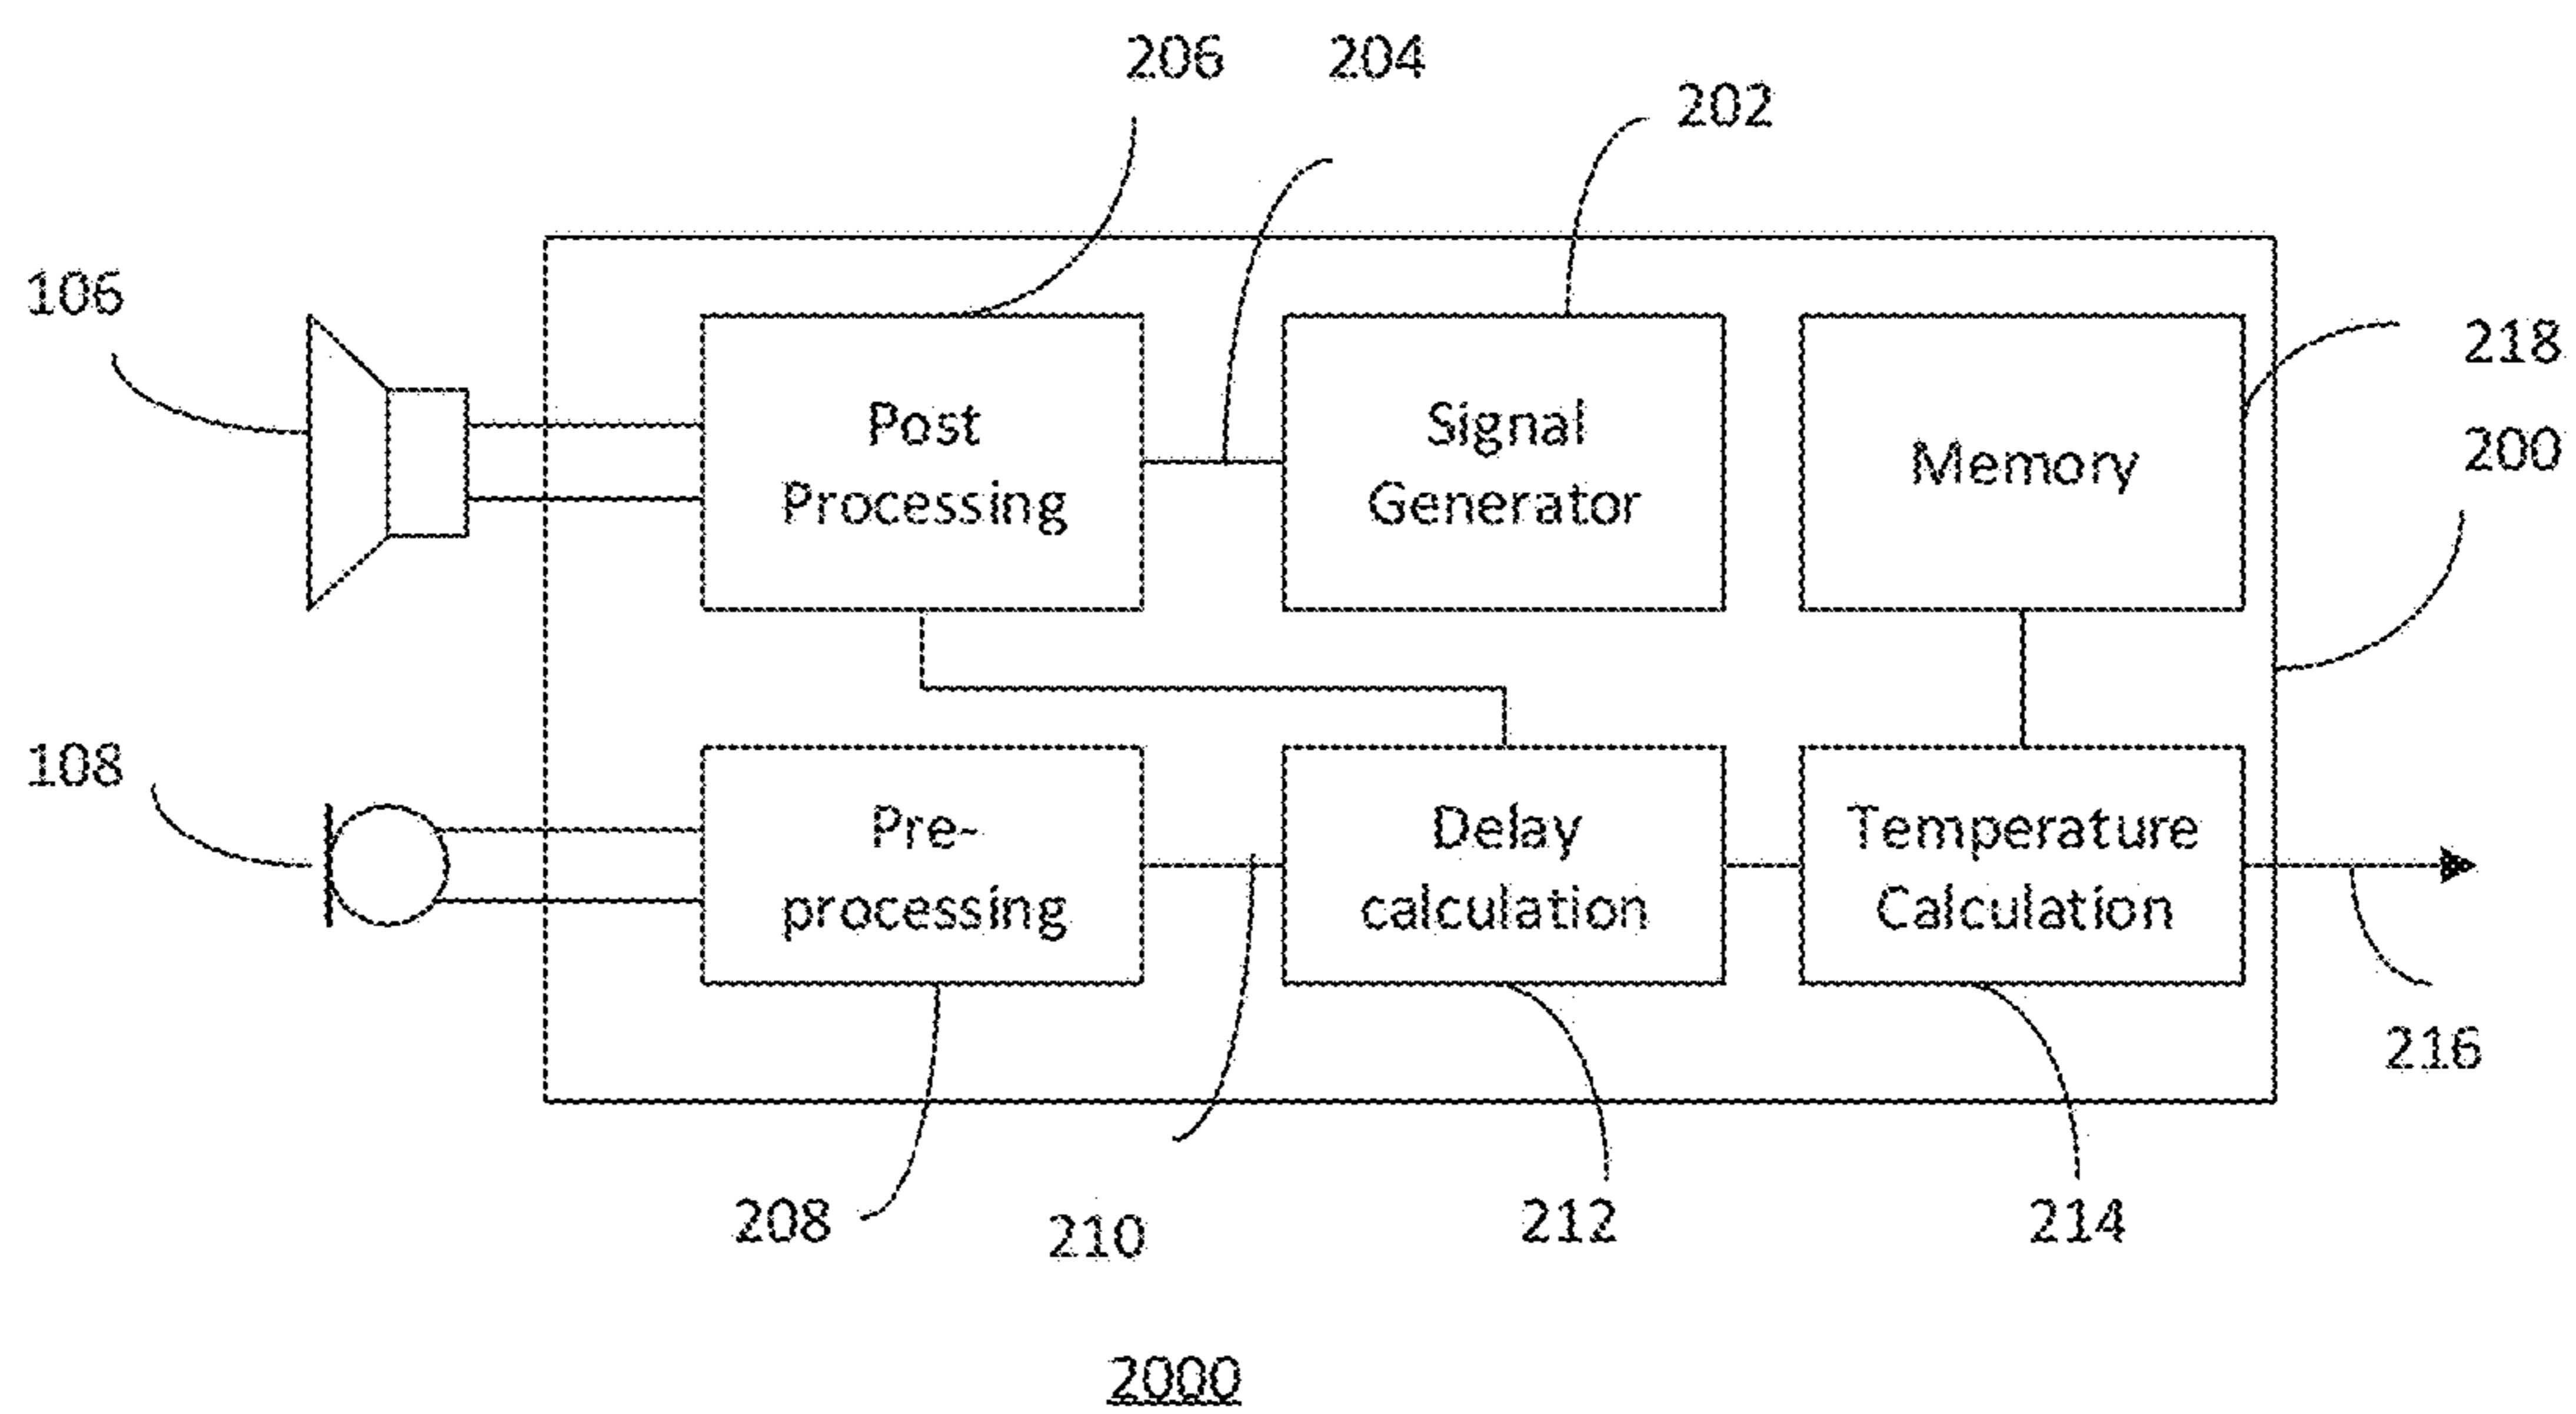 206
204
202
106
218
200
Post
Processing
Signal
Generator
Memory
108
Pre-
processing
Delay
calculation
Temperature
Calculation
216
208
210
212
214
2000